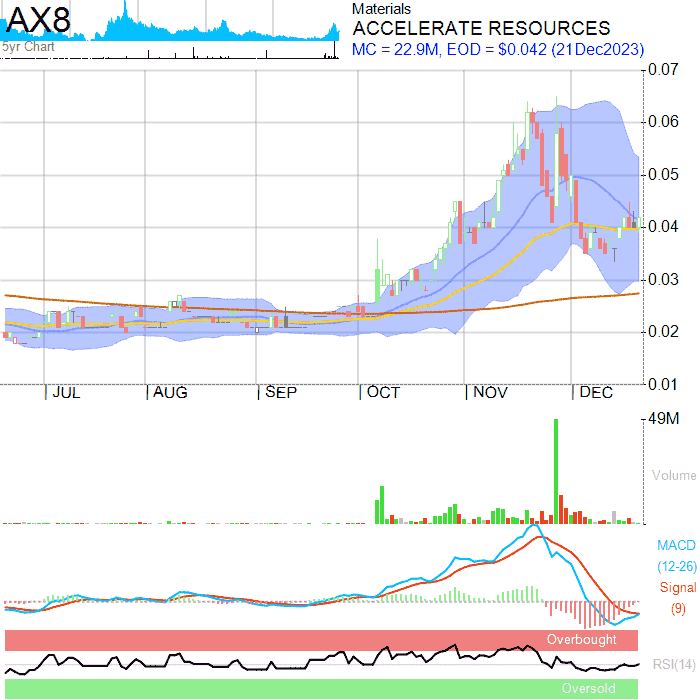 AX8
5yr Chart
Materials
ACCELERATE RESOURCES
MC = 22.9M, EOD = $0.042 (21Dec2023)
0.07
0.06
0.05
0.04
0.03
0.02
0.01
JUL AUG SEP OCT NOV DEC
49M
Volume
MACD
(12-26)
Signal
(9)
Overbought
RSI(14)
Oversold